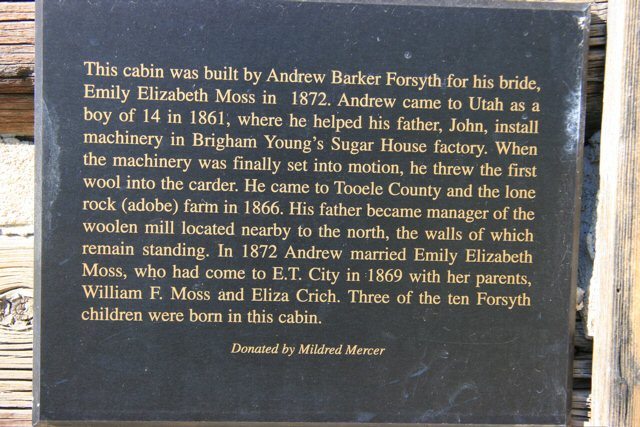 This cabin was built by Andrew Barker Forsyth for his bride,
Emily Elizabeth Moss in 1872. Andrew came to Utah as a
boy of 14 in 1861, where he helped his father, John, install
machinery in Brigham Young's Sugar House factory. When
the machinery was finally set into motion, he threw the first
wool into the carder. He came to Tooele County and the lone
rock (adobe) farm in 1866. His father became manager of the
woolen mill located nearby to the north, the walls of which
remain standing. In 1872 Andrew married Emily Elizabeth
Moss, who had come to E.T. City in 1869 with her parents,
William F. Moss and Eliza Crich. Three of the ten Forsyth
children were born in this cabin.
Donated by Mildred Mercer